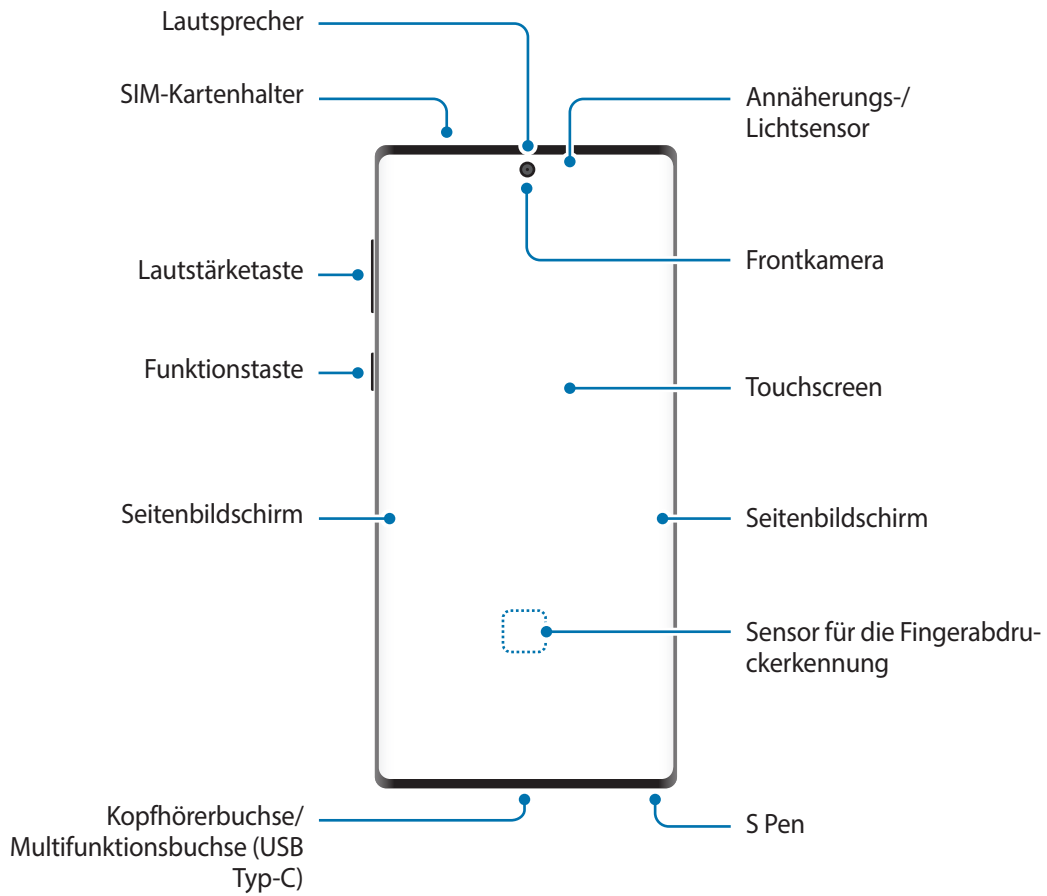 Lautsprecher
SIM-Kartenhalter
Lautstärketaste
Funktionstaste
Seitenbildschirm
Kopfhörerbuchse/
Multifunktionsbuchse (USB
Typ-C)
Annäherungs-/
Lichtsensor
Frontkamera
Touchscreen
Seitenbildschirm
Sensor für die Fingerabdru-
ckerkennung
S Pen